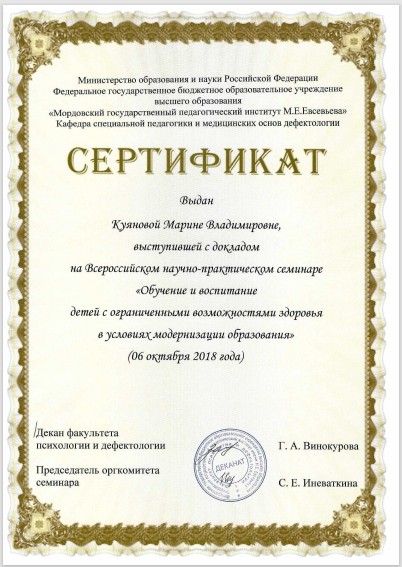 Министерство образования и науки Российской Федерации
Федеральное государственное бюджетное образовательное учреждение
высшего образования
«Мордовский государственный педагогический институт М.Е.Евсевьева»
Кафедра специальной педагогики и медицинских основ дефектологии
СЕРТИФИКАТ
Выдан
Куяновой Марине Владимировне,
выступившей с докладом
на Всероссийском научно-практическом семинаре
«Обучение и воспитание
детей с ограниченными возможностями здоровья
в условиях модернизации образования»
(06 октября 2018 года)
Декан факультета
психологии и дефектологии
Г. А. Винокурова
ДЕКАНАТ
Председатель оргкомитета
семинара
С. Е. Иневаткина